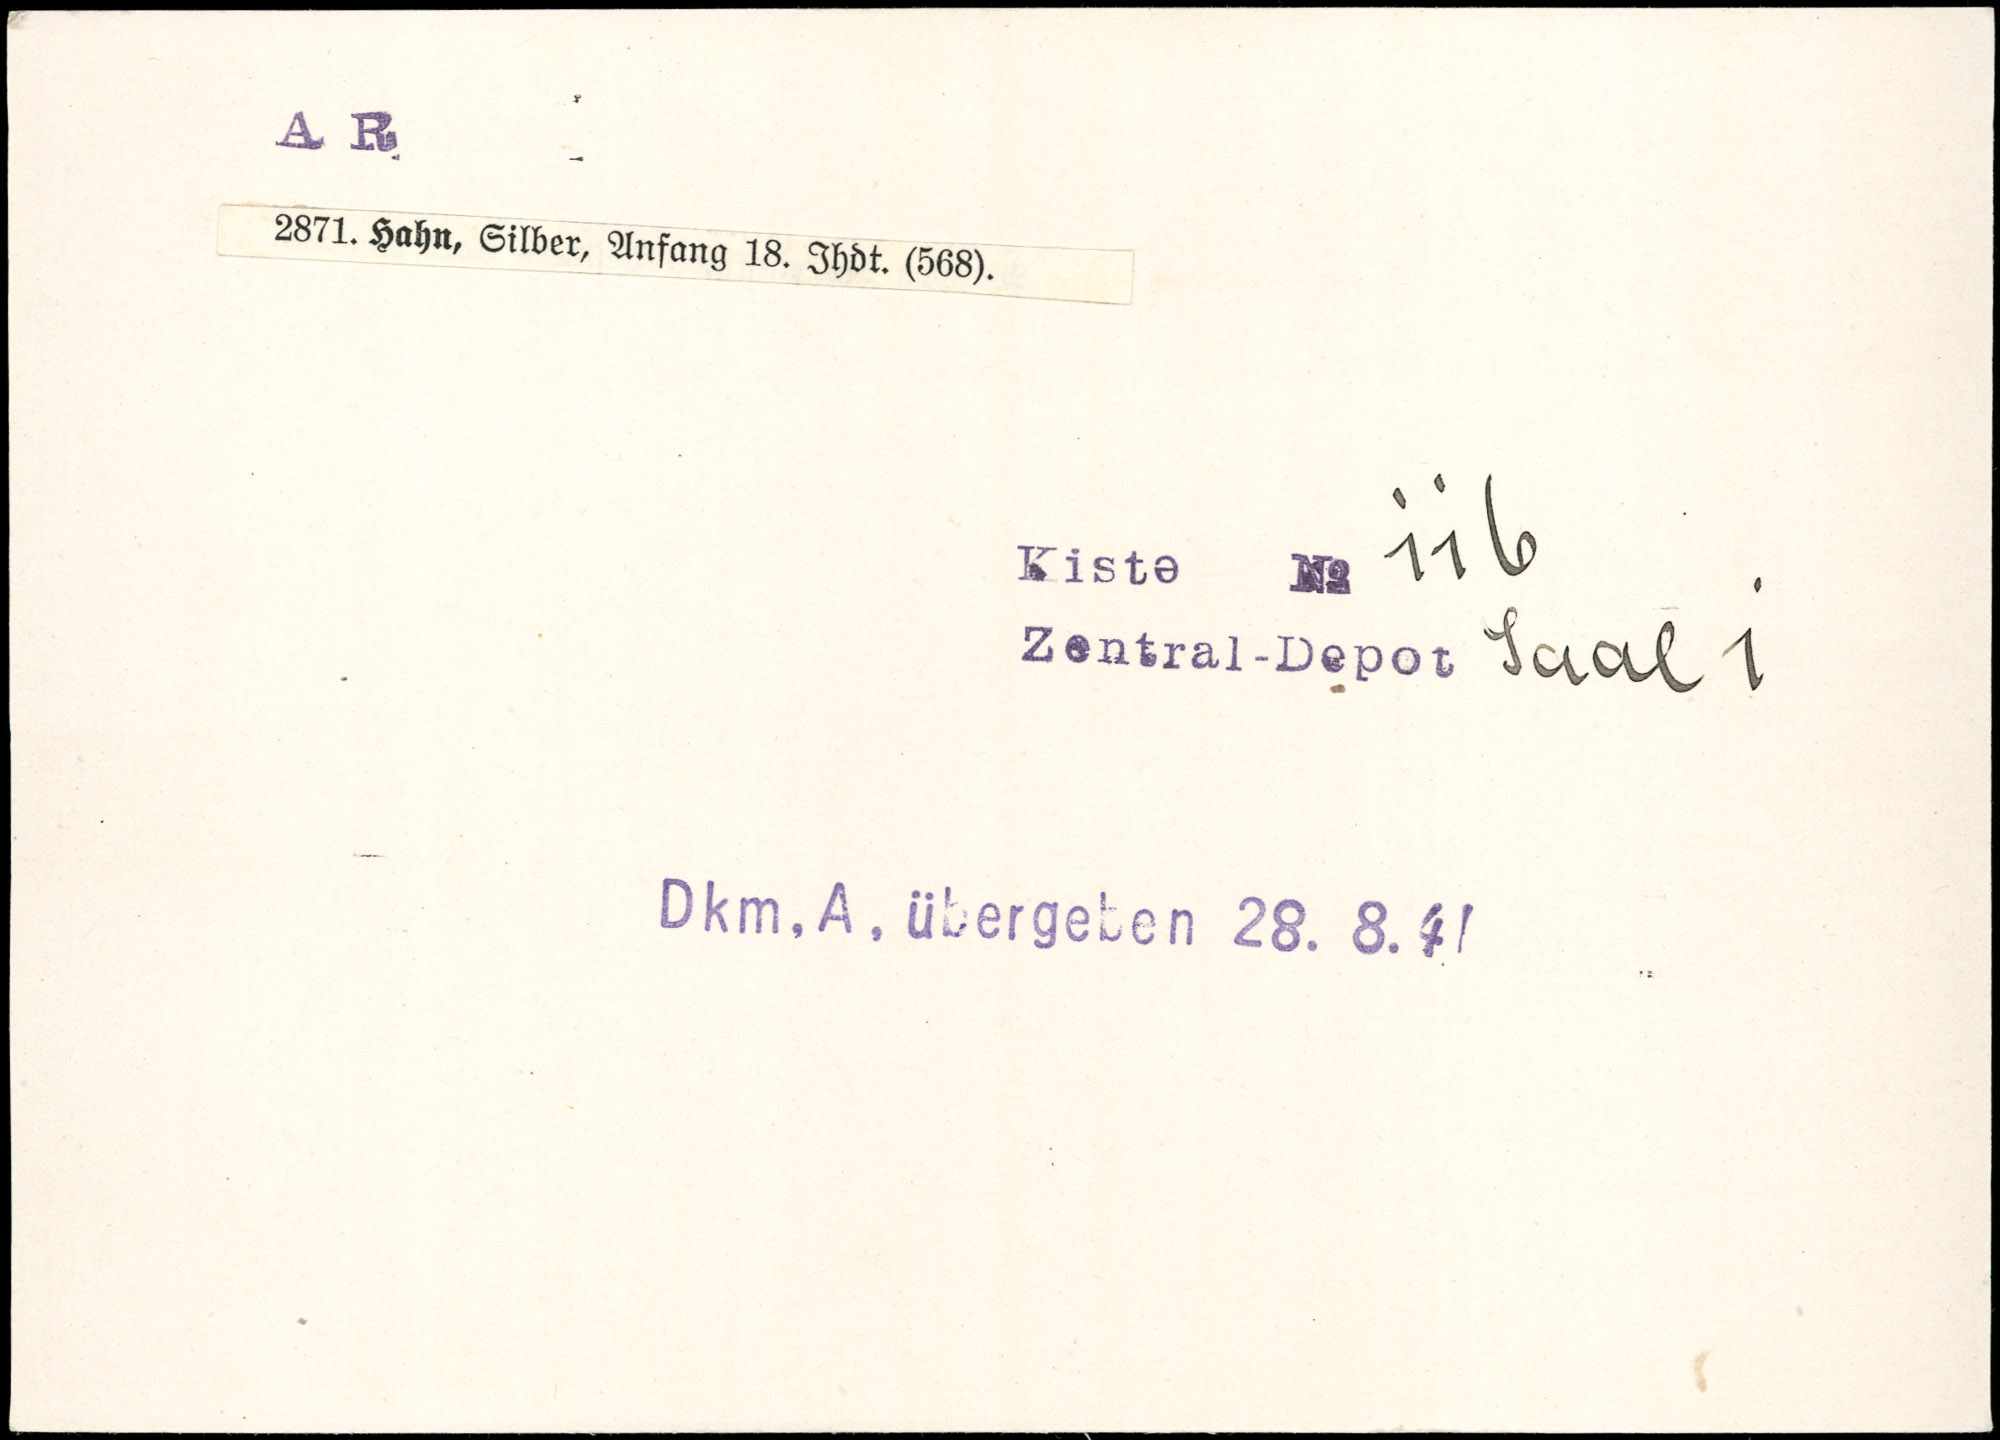 A R
2871. Hahn, Silber, Anfang 18. Jhdt. (568).
Kiste № 116
Zentral-Depot Saal 1
Dkm. A. übergeben 28. 8. 41